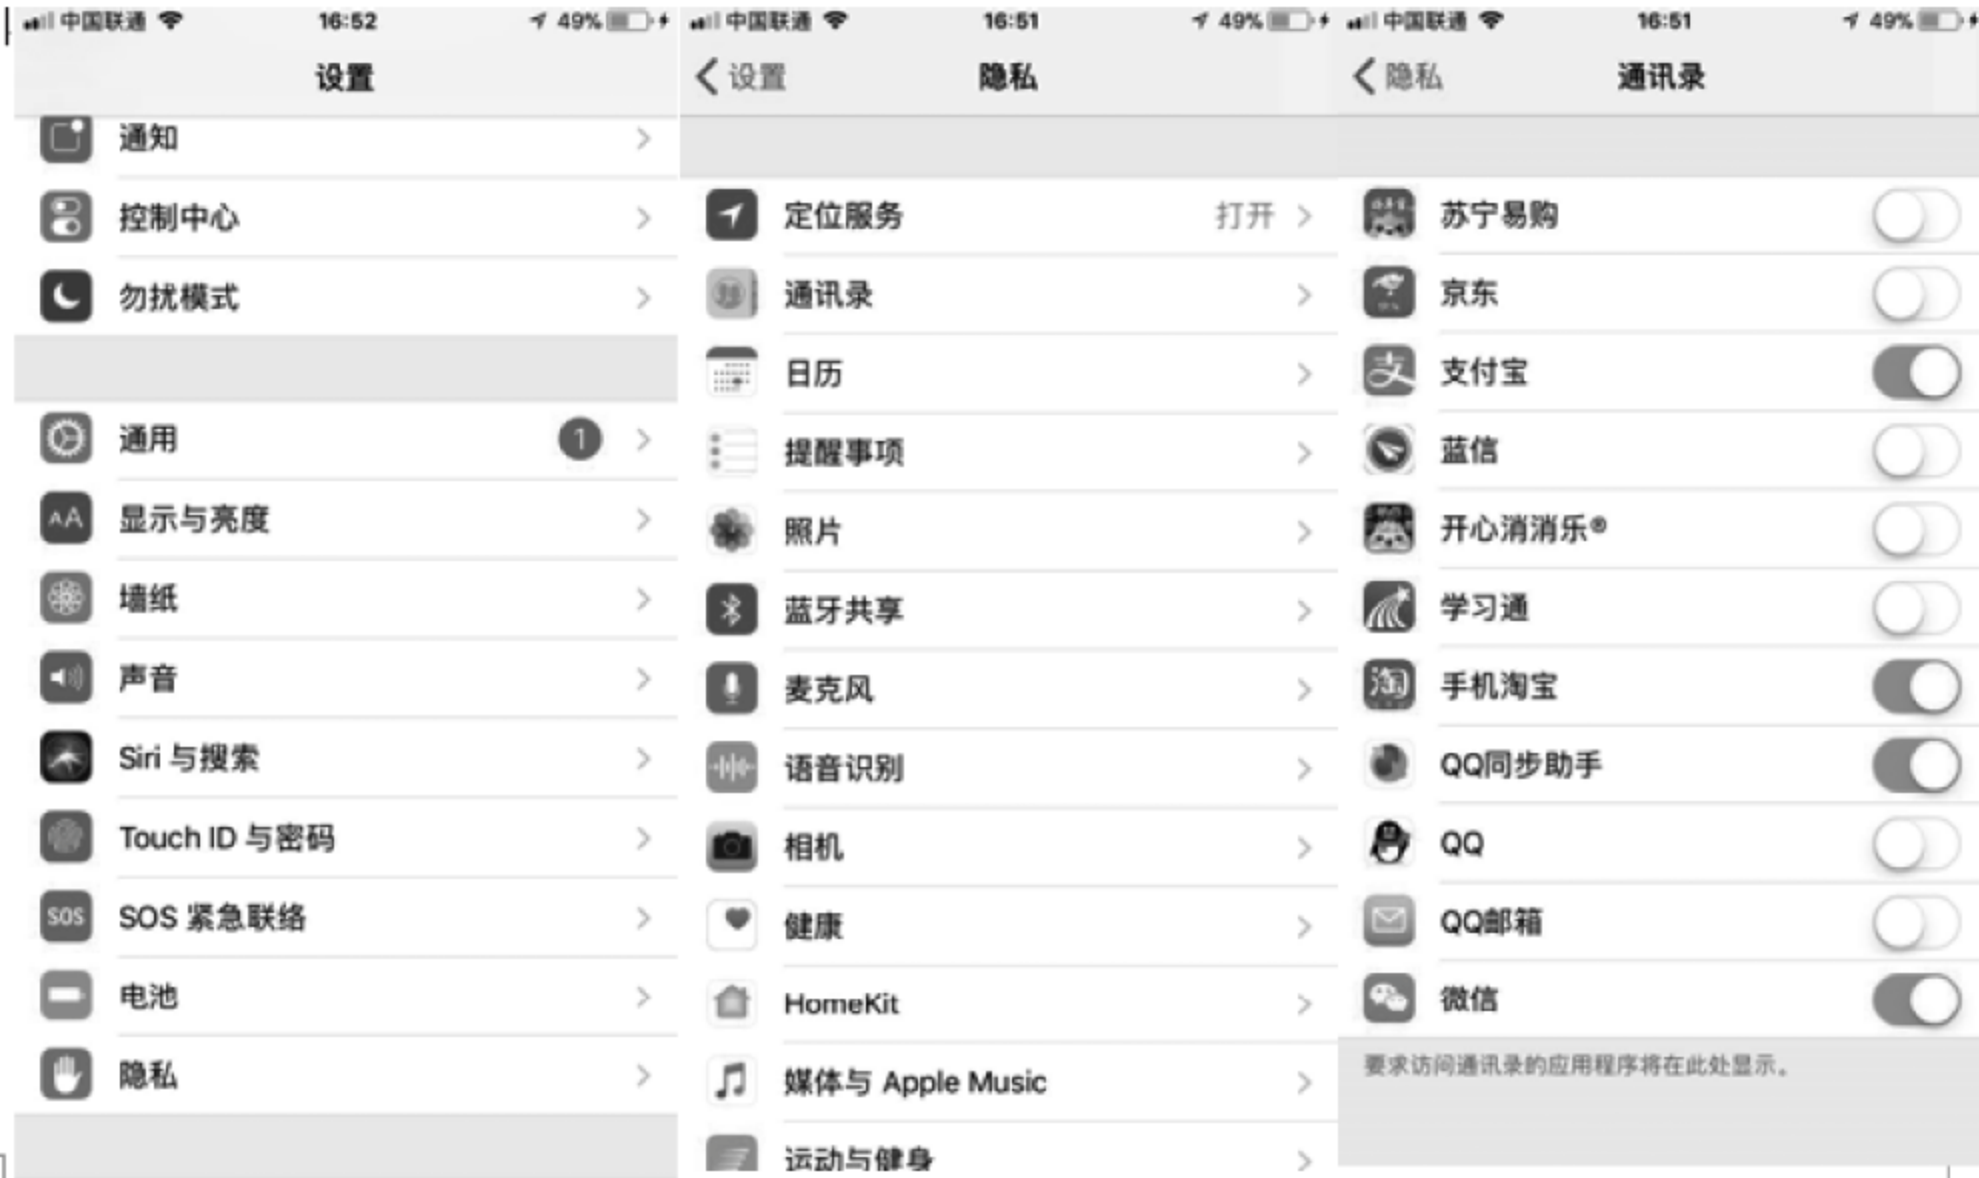 中国联通 16:52 49%
设置
通知
控制中心
勿扰模式
通用 1
AA 显示与亮度
墙纸
声音
Siri 与搜索
Touch ID 与密码
SOS SOS 紧急联络
电池
隐私
中国联通 16:51 49%
设置 隐私
定位服务 打开
通讯录
日历
提醒事项
照片
蓝牙共享
麦克风
语音识别
相机
健康
HomeKit
媒体与 Apple Music
运动与健身
中国联通 16:51 49%
隐私 通讯录
苏宁易购
京东
支 支付宝
蓝信
开心消消乐®
学习通
淘 手机淘宝
QQ同步助手
QQ
QQ邮箱
微信
要求访问通讯录的应用程序将在此处显示。